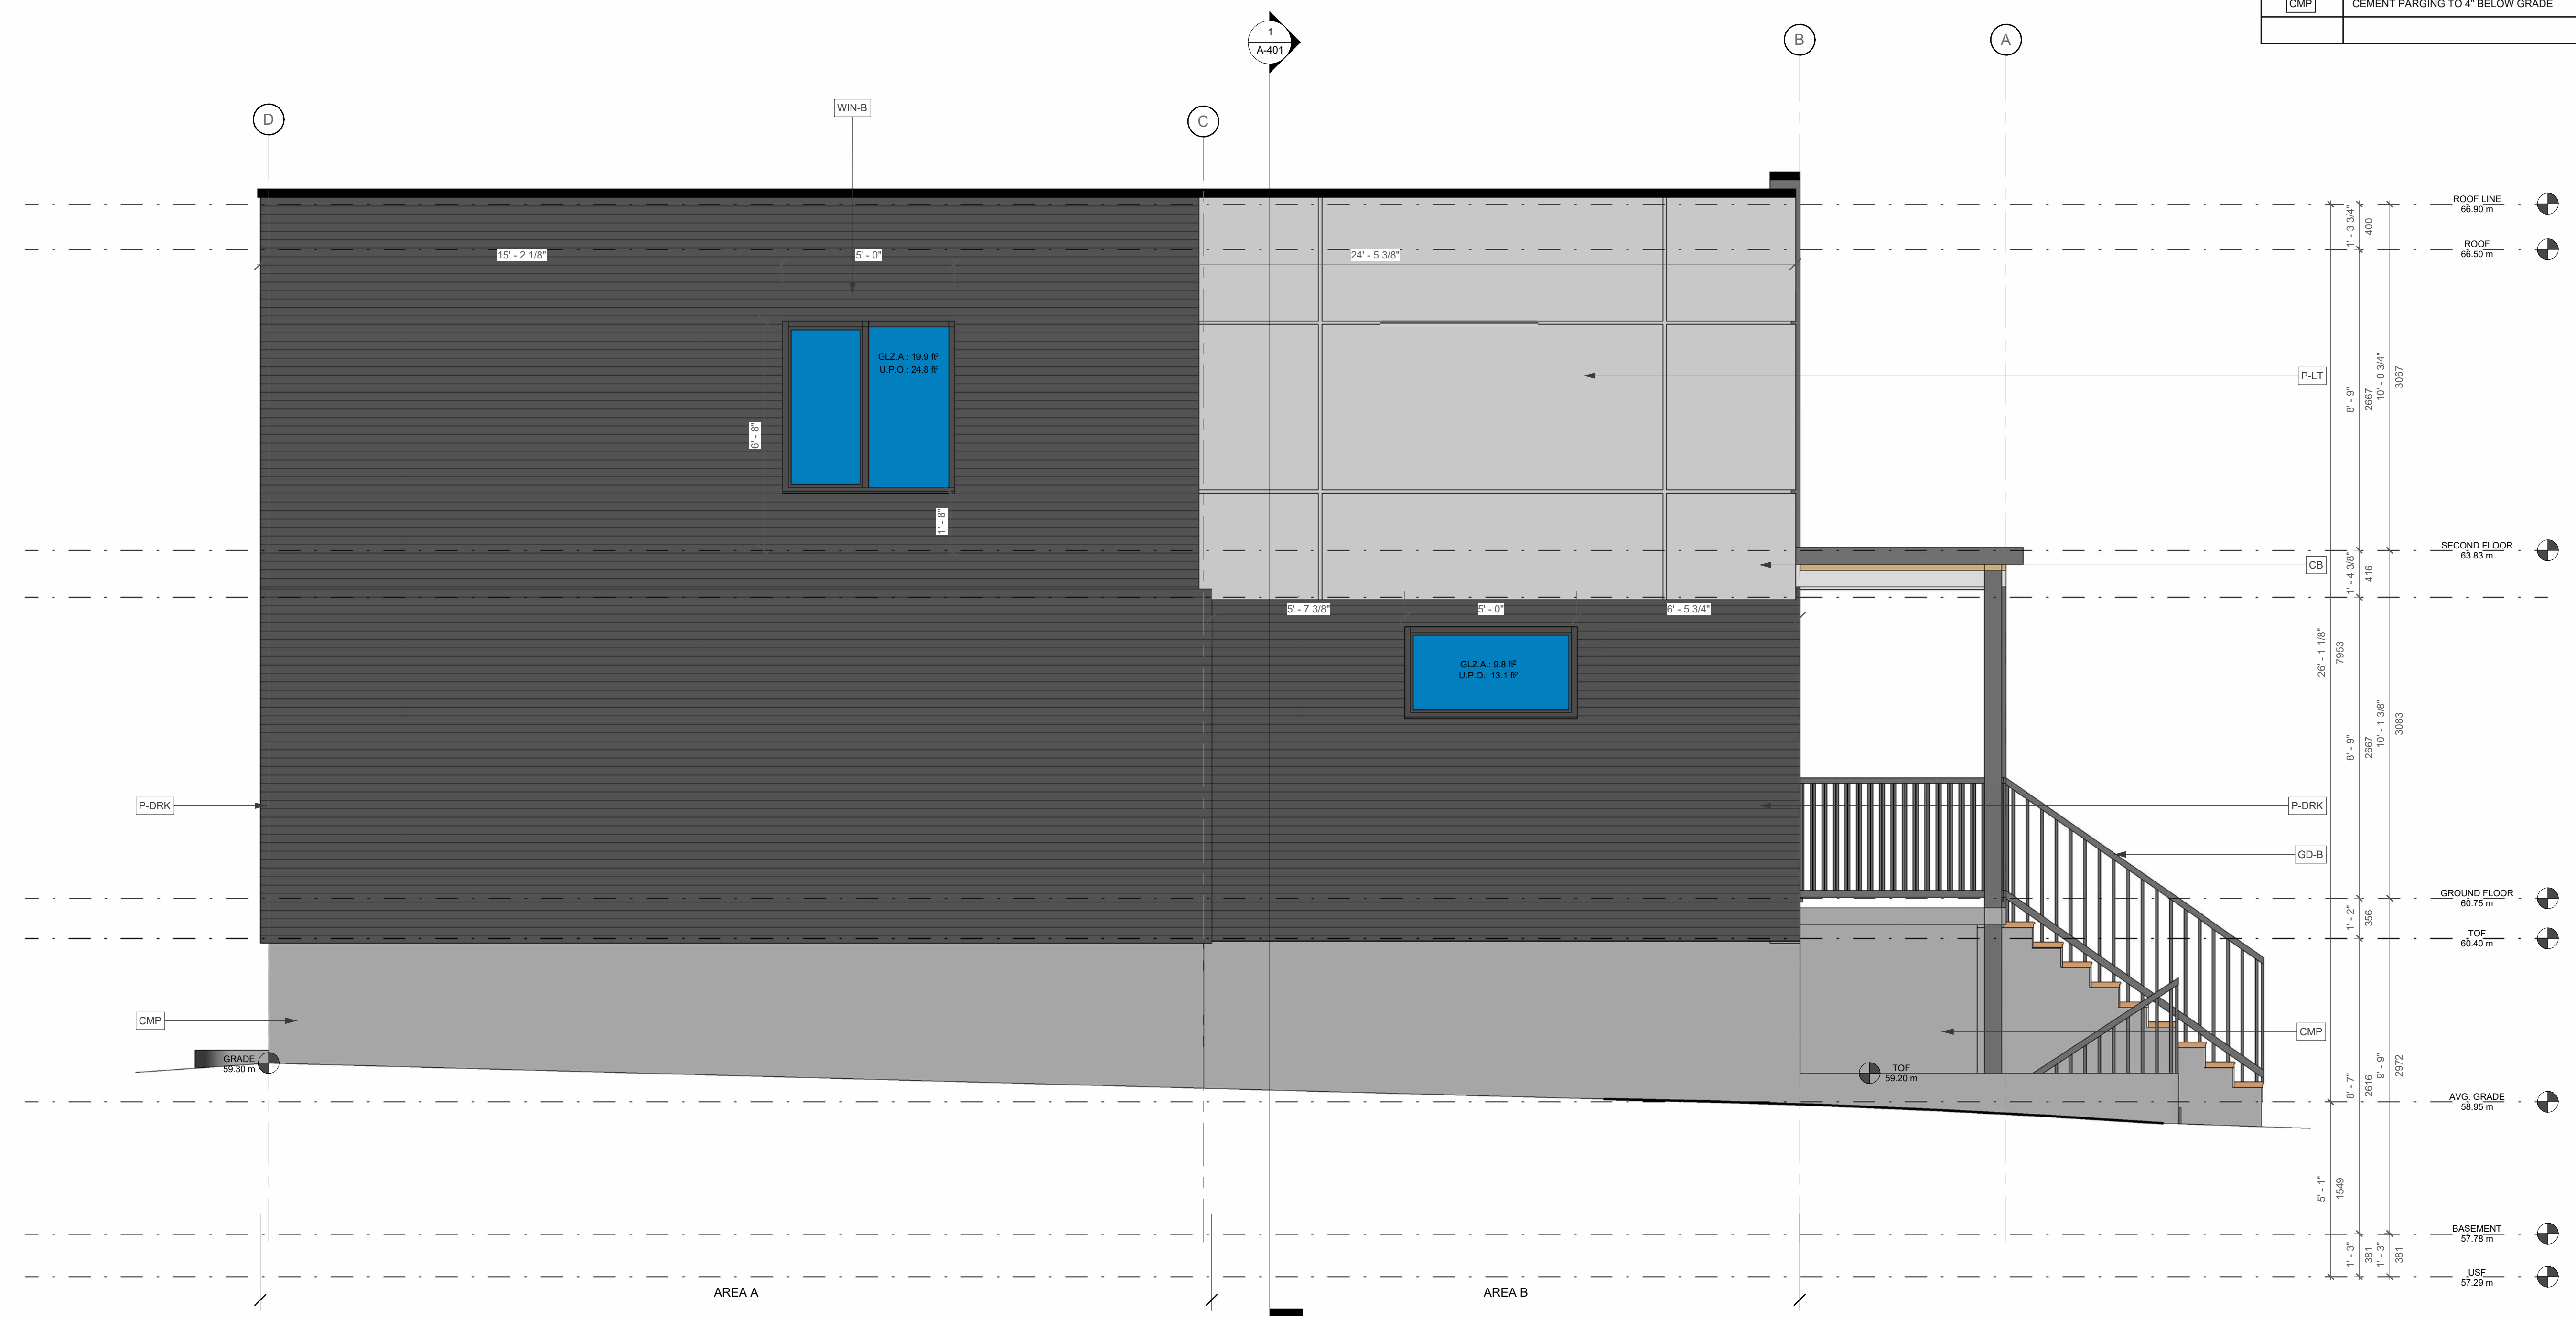 CMP
CEMENT PARGING TO 4" BELOW GRADE
1
A-401
B
A
D
C
WIN-B
ROOF LINE
66.90 m
1' - 3 3/4"
400
ROOF
66.50 m
15' - 2 1/8"
5' - 0"
24' - 5 3/8"
GLZ.A.: 19.9 ft²
U.P.O.: 24.8 ft²
P-LT
8' - 9"
2667
10' - 0 3/4"
3067
6' - 8"
1' - 8"
SECOND FLOOR
63.83 m
CB
1' - 4 3/8"
416
5' - 7 3/8"
5' - 0"
6' - 5 3/4"
GLZ.A.: 9.8 ft²
U.P.O.: 13.1 ft²
26' - 1 1/8"
7953
8' - 9"
2667
10' - 1 3/8"
3083
P-DRK
P-DRK
GD-B
GROUND FLOOR
60.75 m
1' - 2"
356
TOF
60.40 m
CMP
CMP
GRADE
59.30 m
TOF
59.20 m
8' - 7"
2616
9' - 9"
2972
AVG. GRADE
58.95 m
5' - 1"
1549
BASEMENT
57.78 m
1' - 3"
381
1' - 3"
381
USF
57.29 m
AREA A
AREA B